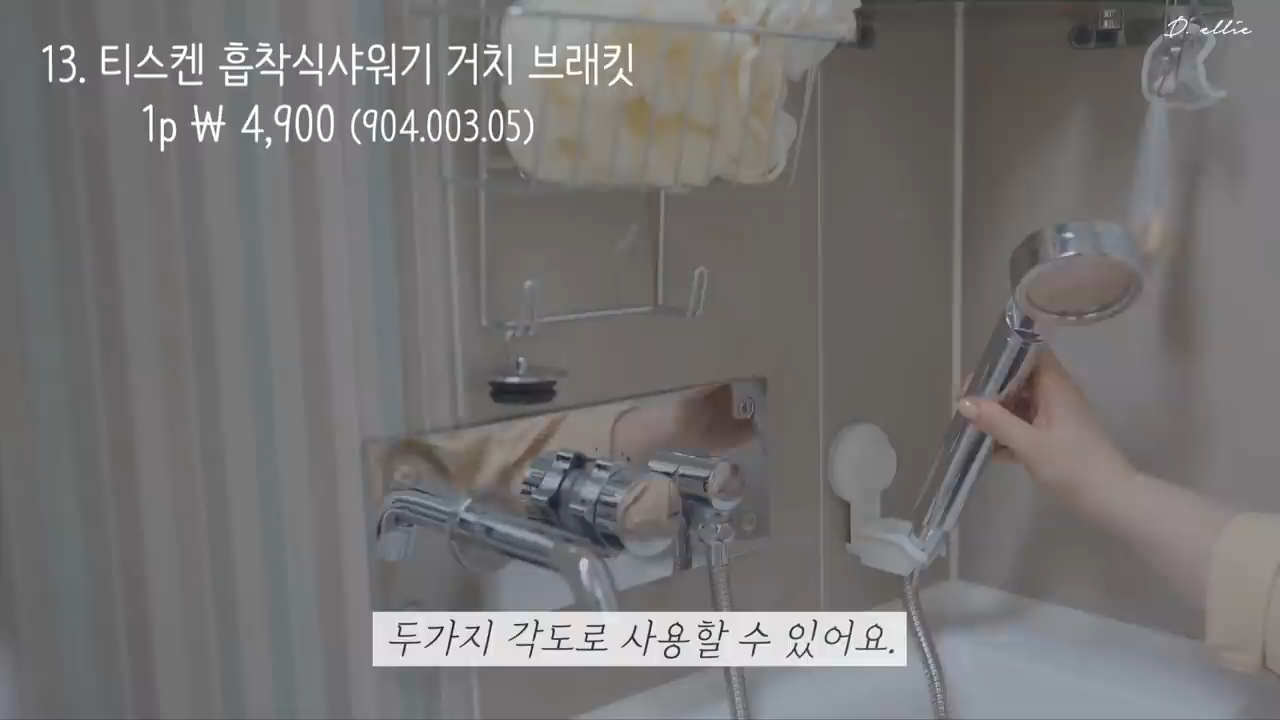 D. ellie
13. 티스켄 흡착식샤워기 거치 브래킷
1p ₩ 4,900 (904.003.05)
두가지 각도로 사용할 수 있어요.